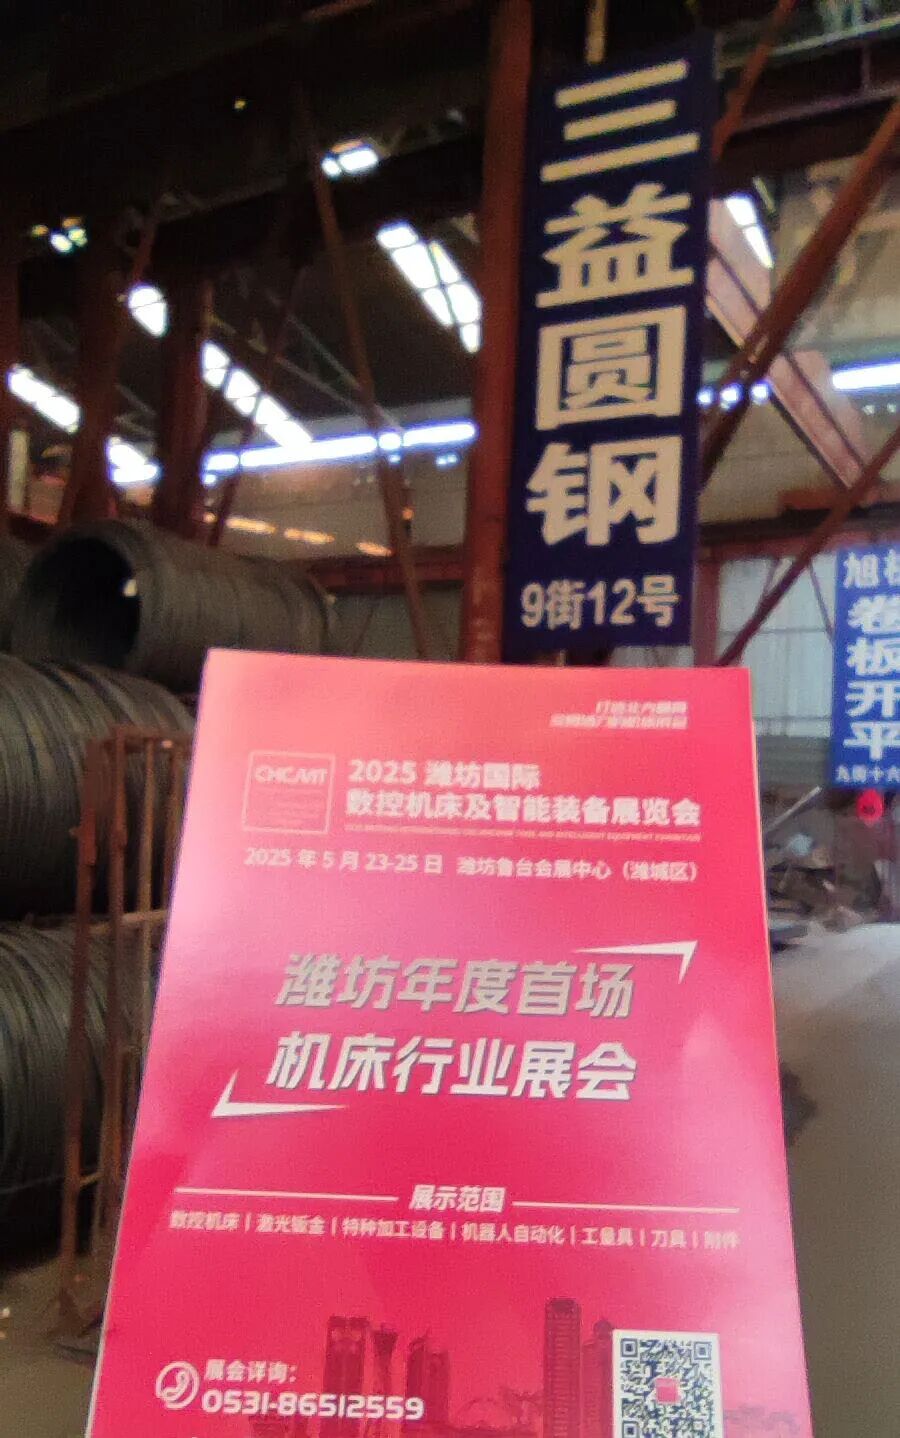 三益圆钢
9街12号
卷板开平
九街十六
CHCMT
2025 潍坊国际
数控机床及智能装备展览会
2025 年 5 月 23-25 日 潍坊鲁台会展中心（潍城区）
潍坊年度首场
机床行业展会
展示范围
数控机床 | 激光钣金 | 特种加工设备 | 机器人自动化 | 工量具 | 刀具 | 附件
展会详询：
0531-86512559